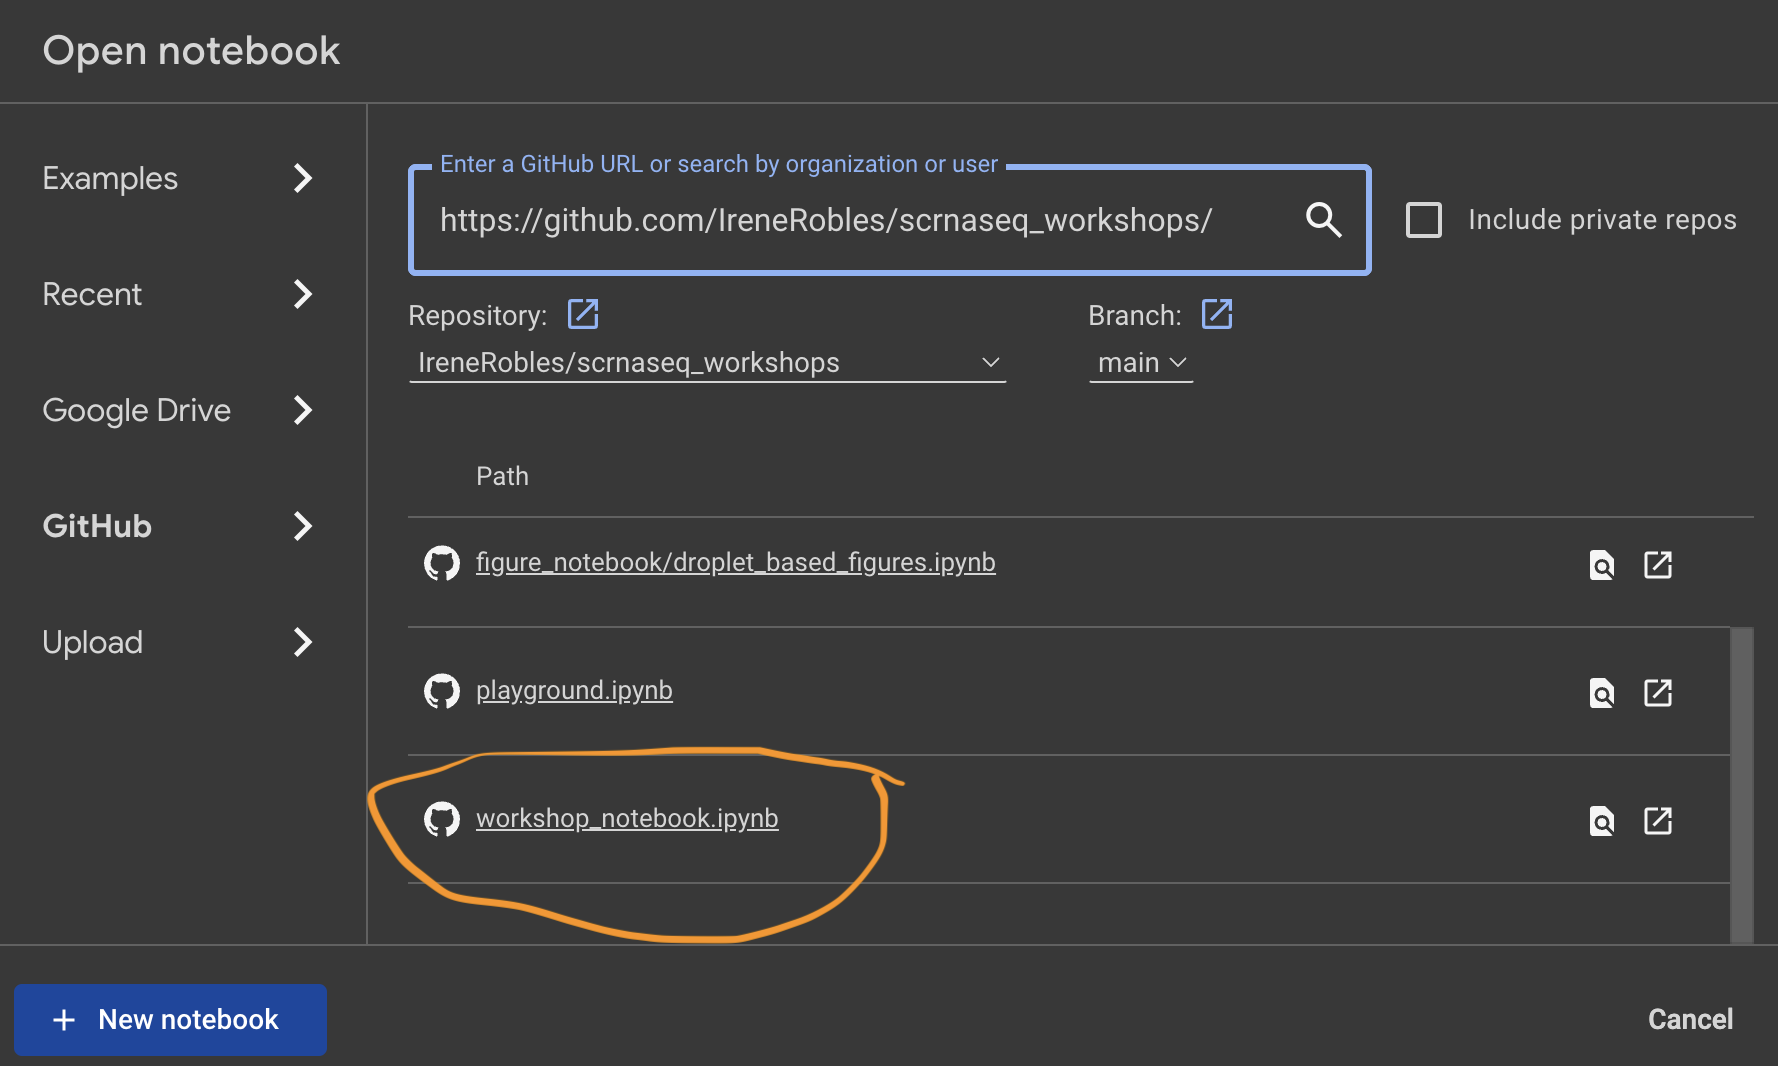 Open notebook
Examples
Recent
Google Drive
GitHub
Upload
Enter a GitHub URL or search by organization or user
https://github.com/IreneRobles/scrnaseq_workshops/
Include private repos
Repository:
Branch:
IreneRobles/scrnaseq_workshops
main
Path
figure_notebook/droplet_based_figures.ipynb
playground.ipynb
workshop_notebook.ipynb
+ New notebook
Cancel